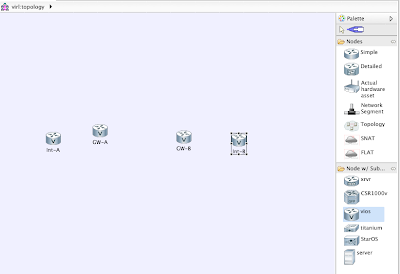 virl:topology
Palette
Nodes
Simple
Detailed
Actual
hardware
asset
Network
Segment
Topology
SNAT
FLAT
Node w/ Sub...
xrvr
CSR1000v
vios
titanium
StarOS
server
Int-A
GW-A
GW-B
Int-B